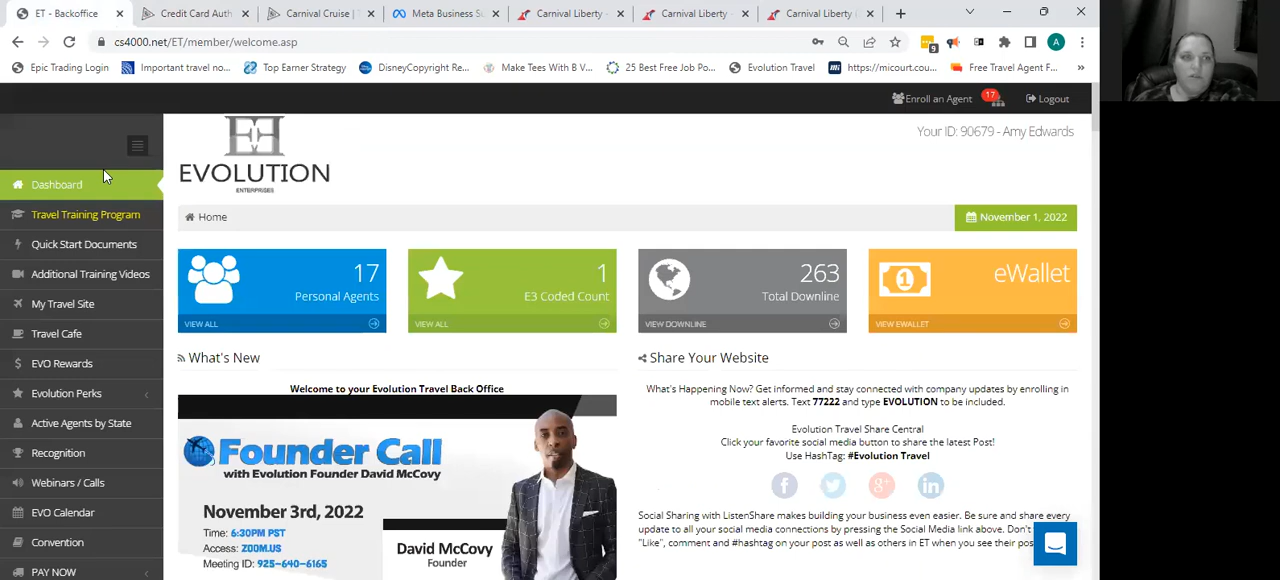 ET - Backoffice
Credit Card Auth
Carnival Cruise |
Meta Business S
Carnival Liberty -
Carnival Liberty -
Carnival Liberty
cs4000.net/ET/member/welcome.asp
9
A
Epic Trading Login
Important travel no...
Top Earner Strategy
DisneyCopyright Re...
Make Tees With B V...
25 Best Free Job Po...
Evolution Travel
https://micourt.cou...
Free Travel Agent F...
»
Enroll an Agent
17
Logout
EVOLUTION
ENTERPRISES
Your ID: 90679 - Amy Edwards
Dashboard
Travel Training Program
Quick Start Documents
Additional Training Videos
My Travel Site
Travel Cafe
EVO Rewards
Evolution Perks
Active Agents by State
Recognition
Webinars / Calls
EVO Calendar
Convention
PAY NOW
Home
November 1, 2022
17
Personal Agents
VIEW ALL
1
E3 Coded Count
VIEW ALL
263
Total Downline
VIEW DOWNLINE
1
eWallet
VIEW EWALLET
What's New
Welcome to your Evolution Travel Back Office
Founder Call
with Evolution Founder David McCovy
November 3rd, 2022
Time: 6:30PM PST
Access: ZOOM.US
Meeting ID: 925-640-6165
David McCovy
Founder
Share Your Website
What's Happening Now? Get informed and stay connected with company updates by enrolling in
mobile text alerts. Text 77222 and type EVOLUTION to be included.
Evolution Travel Share Central
Click your favorite social media button to share the latest Post!
Use HashTag: #Evolution Travel
Social Sharing with ListenShare makes building your business even easier. Be sure and share every
update to all your social media connections by pressing the Social Media link above. Don't
"Like", comment and #hashtag on your post as well as others in ET when you see their pos